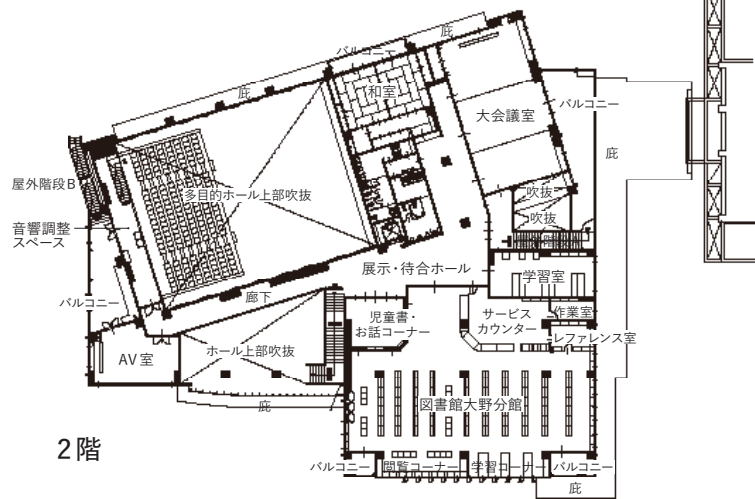 庇
バルコニー
庇
和室
大会議室
バルコニー
庇
屋外階段B
多目的ホール上部吹抜
吹抜
吹抜
音響調整
スペース
展示・待合ホール
学習室
バルコニー
廊下
児童書・
お話コーナー
サービス
カウンター
作業室
レファレンス室
AV室
ホール上部吹抜
図書館大野分館
庇
2階
バルコニー
閲覧コーナー
学習コーナー
バルコニー
庇